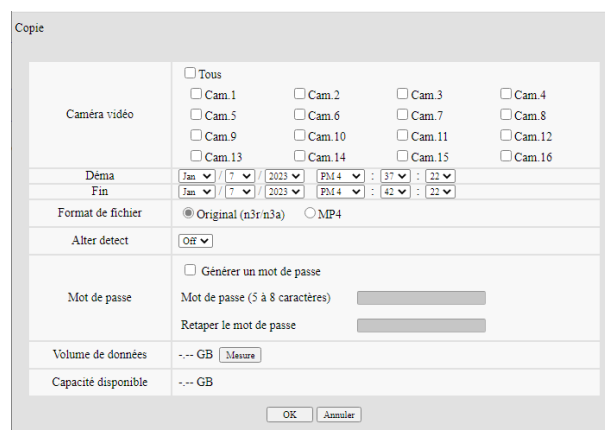 Copie
Tous
Cam.1 Cam.2 Cam.3 Cam.4
Caméra vidéo
Cam.5 Cam.6 Cam.7 Cam.8
Cam.9 Cam.10 Cam.11 Cam.12
Cam.13 Cam.14 Cam.15 Cam.16
Déma Jan / 7 / 2023 PM 4 : 37 : 22
Fin Jan / 7 / 2023 PM 4 : 42 : 22
Format de fichier Original (n3r/n3a) MP4
Alter detect Off
Générer un mot de passe
Mot de passe Mot de passe (5 à 8 caractères)
Retaper le mot de passe
Volume de données -.-- GB Mesure
Capacité disponible -.-- GB
OK Annuler